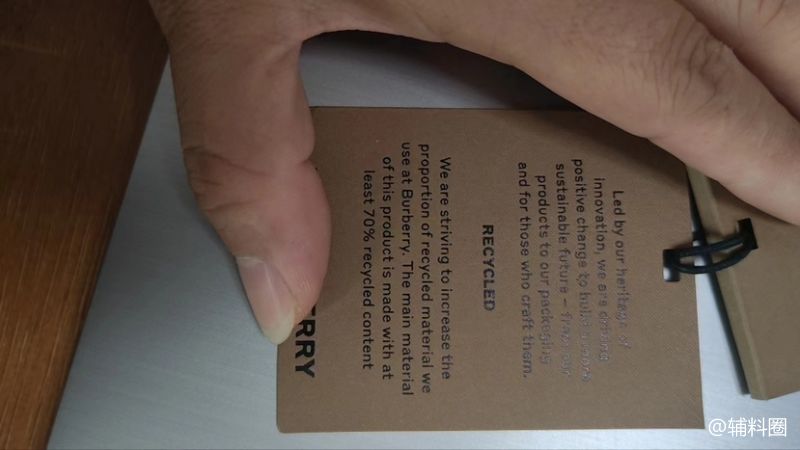 Led by our heritage of
innovation, we are driving
positive change to build a more
sustainable future – from our
products to our packaging
and for those who craft them.
RECYCLED
We are striving to increase the
proportion of recycled material we
use at Burberry. The main material
of this product is made with at
least 70% recycled content
ERRY
@辅料圈